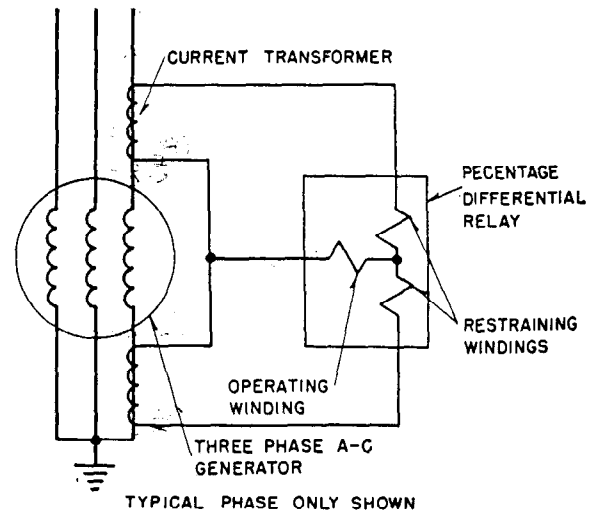 CURRENT TRANSFORMER
PECENTAGE
DIFFERENTIAL
RELAY
RESTRAINING
WINDINGS
OPERATING
WINDING
THREE PHASE A-C
GENERATOR
TYPICAL PHASE ONLY SHOWN